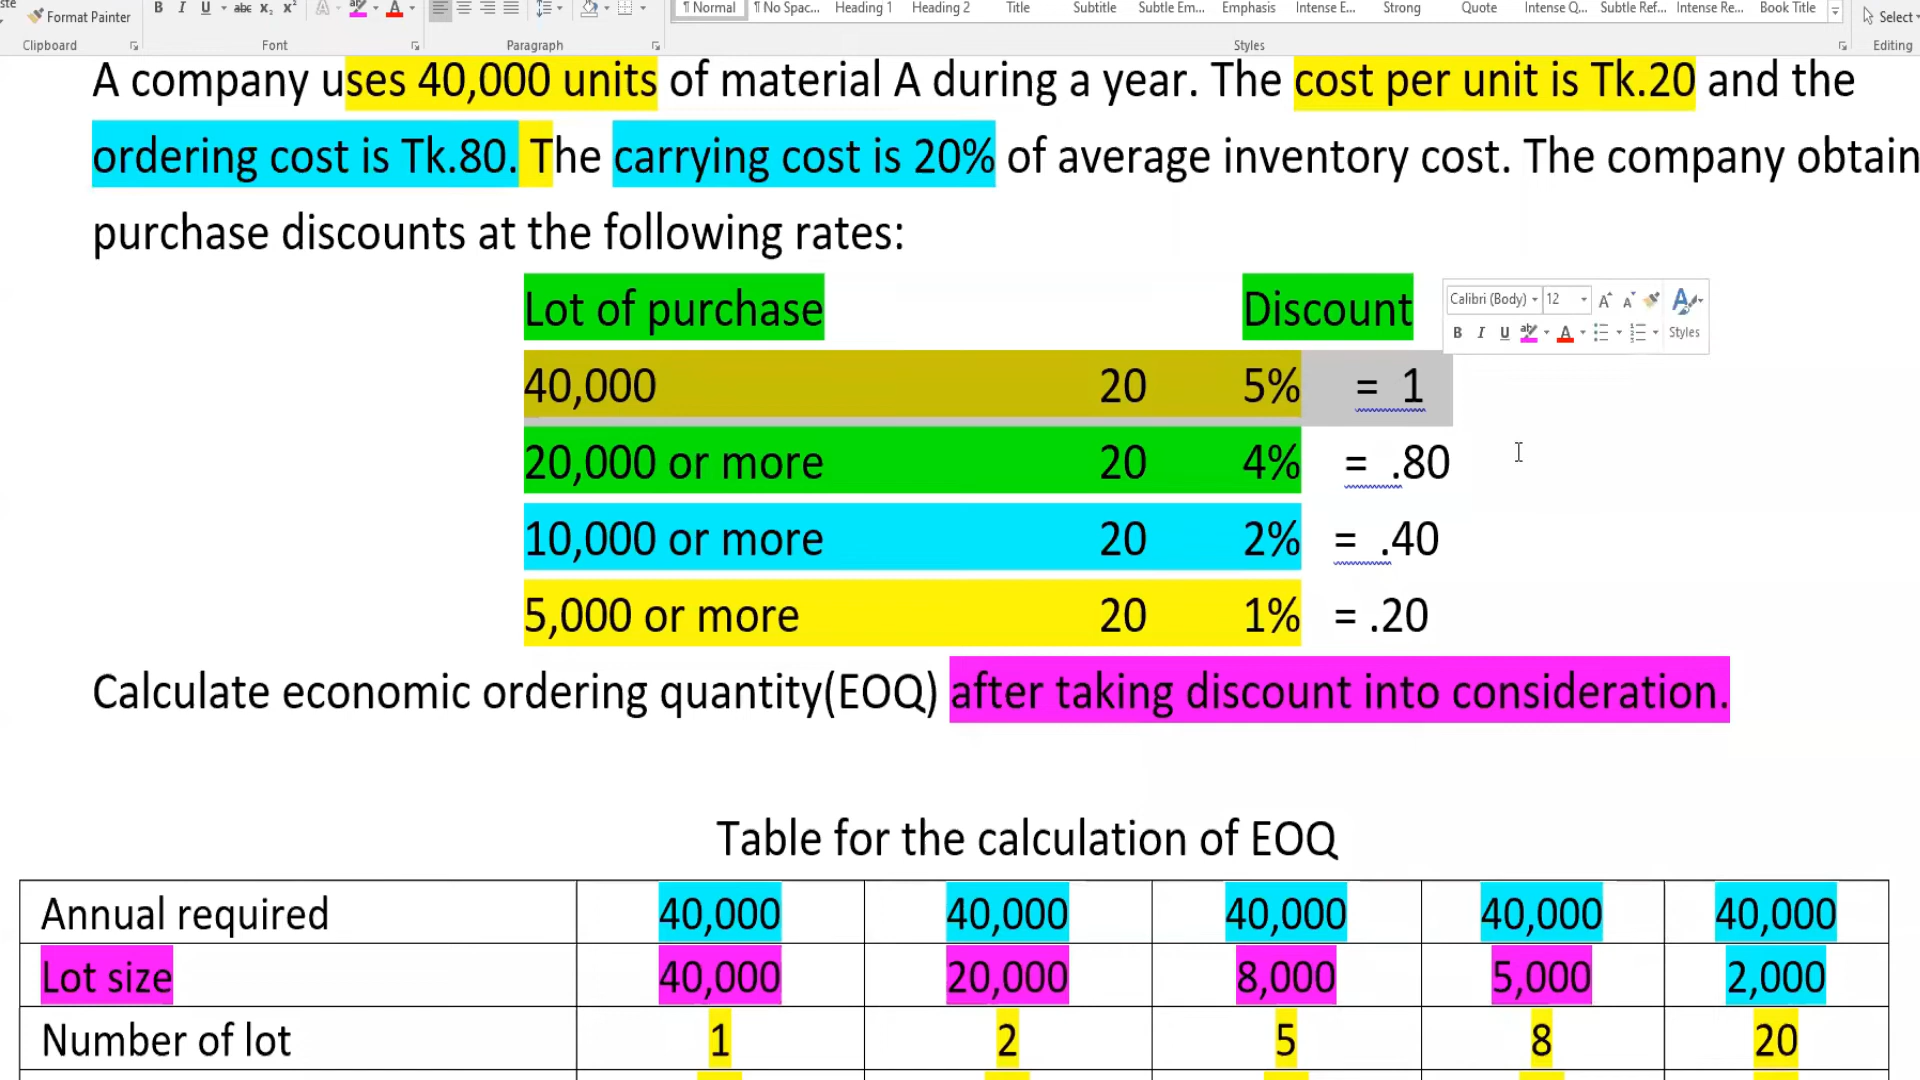 ste
Format Painter
B I U abc x₂ x² A ab A
¶ Normal ¶ No Spac... Heading 1 Heading 2 Title Subtitle Subtle Em... Emphasis Intense E... Strong Quote Intense Q... Subtle Ref... Intense Re... Book Title
Select
Clipboard Font Paragraph Styles Editing
A company uses 40,000 units of material A during a year. The cost per unit is Tk.20 and the
ordering cost is Tk.80. The carrying cost is 20% of average inventory cost. The company obtain
purchase discounts at the following rates:
Lot of purchase Discount
Calibri (Body) 12 A A A
B I U ab A Styles
40,000 20 5% = 1
20,000 or more 20 4% = .80
10,000 or more 20 2% = .40
5,000 or more 20 1% = .20
Calculate economic ordering quantity(EOQ) after taking discount into consideration.
Table for the calculation of EOQ
Annual required 40,000 40,000 40,000 40,000 40,000
Lot size 40,000 20,000 8,000 5,000 2,000
Number of lot 1 2 5 8 20